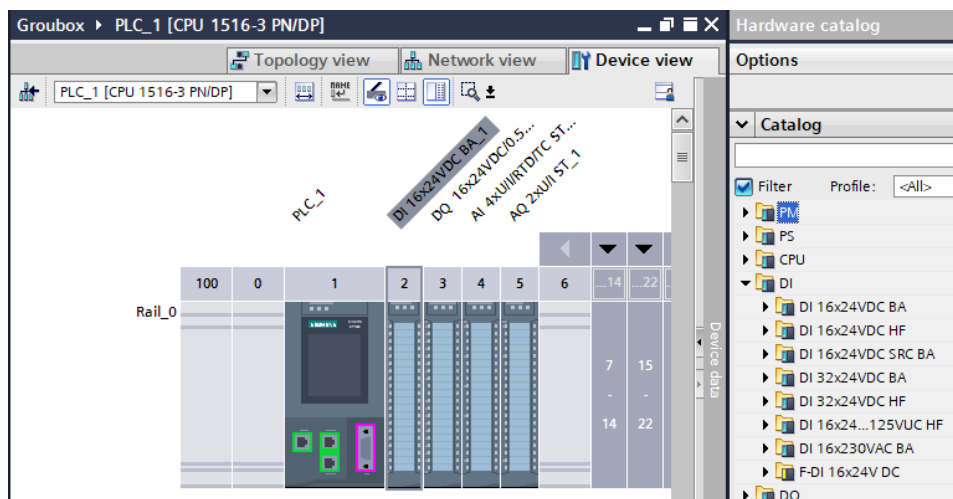 Groubox ▸ PLC_1 [CPU 1516-3 PN/DP]
Topology view
Network view
Device view
PLC_1 [CPU 1516-3 PN/DP]
NAME
PLC_1
DI 16x24VDC BA_1
DQ 16x24VDC/0.5...
AI 4xU/I/RTD/TC ST...
AQ 2xU/I ST_1
100 0 1 2 3 4 5 6 ...14 ...22
Rail_0
SIEMENS
7 - 14
15 - 22
Device data
Hardware catalog
Options
Catalog
Filter Profile: <All>
PM
PS
CPU
DI
DI 16x24VDC BA
DI 16x24VDC HF
DI 16x24VDC SRC BA
DI 32x24VDC BA
DI 32x24VDC HF
DI 16x24...125VUC HF
DI 16x230VAC BA
F-DI 16x24V DC
DQ